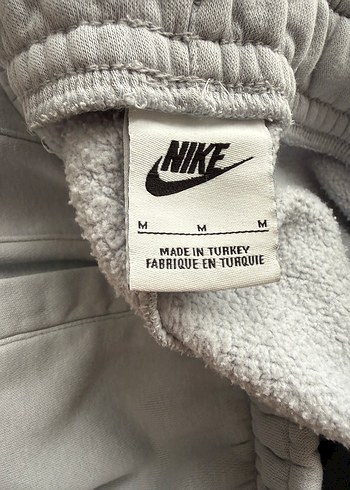 NIKE
M M M
MADE IN TURKEY
FABRIQUE EN TURQUIE